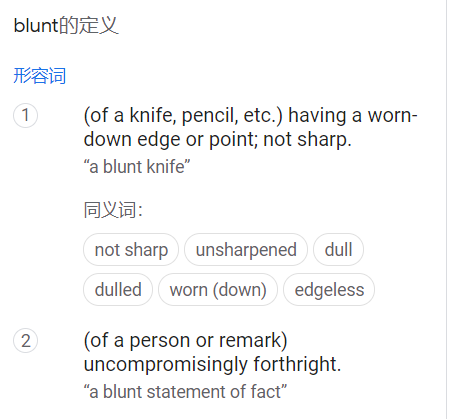 blunt的定义
形容词
1 (of a knife, pencil, etc.) having a worn-
down edge or point; not sharp.
“a blunt knife”
同义词：
not sharp unsharpened dull
dulled worn (down) edgeless
2 (of a person or remark)
uncompromisingly forthright.
“a blunt statement of fact”